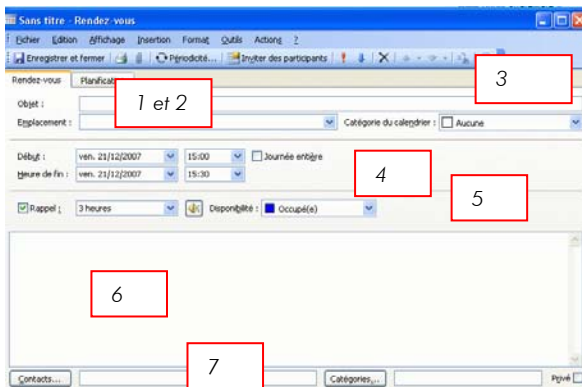 Sans titre - Rendez-vous
Fichier Edition Affichage Insertion Format Outils Actions ?
Enregistrer et fermer Périodicité... Inviter des participants
Rendez-vous
3
Objet :
1 et 2
Emplacement :
Catégorie du calendrier : Aucune
Début : ven. 21/12/2007 15:00 Journée entière
Heure de fin : ven. 21/12/2007 15:30
4
5
Rappel : 3 heures Disponibilité : Occupé(e)
6
7
Contacts... Catégories... Privé